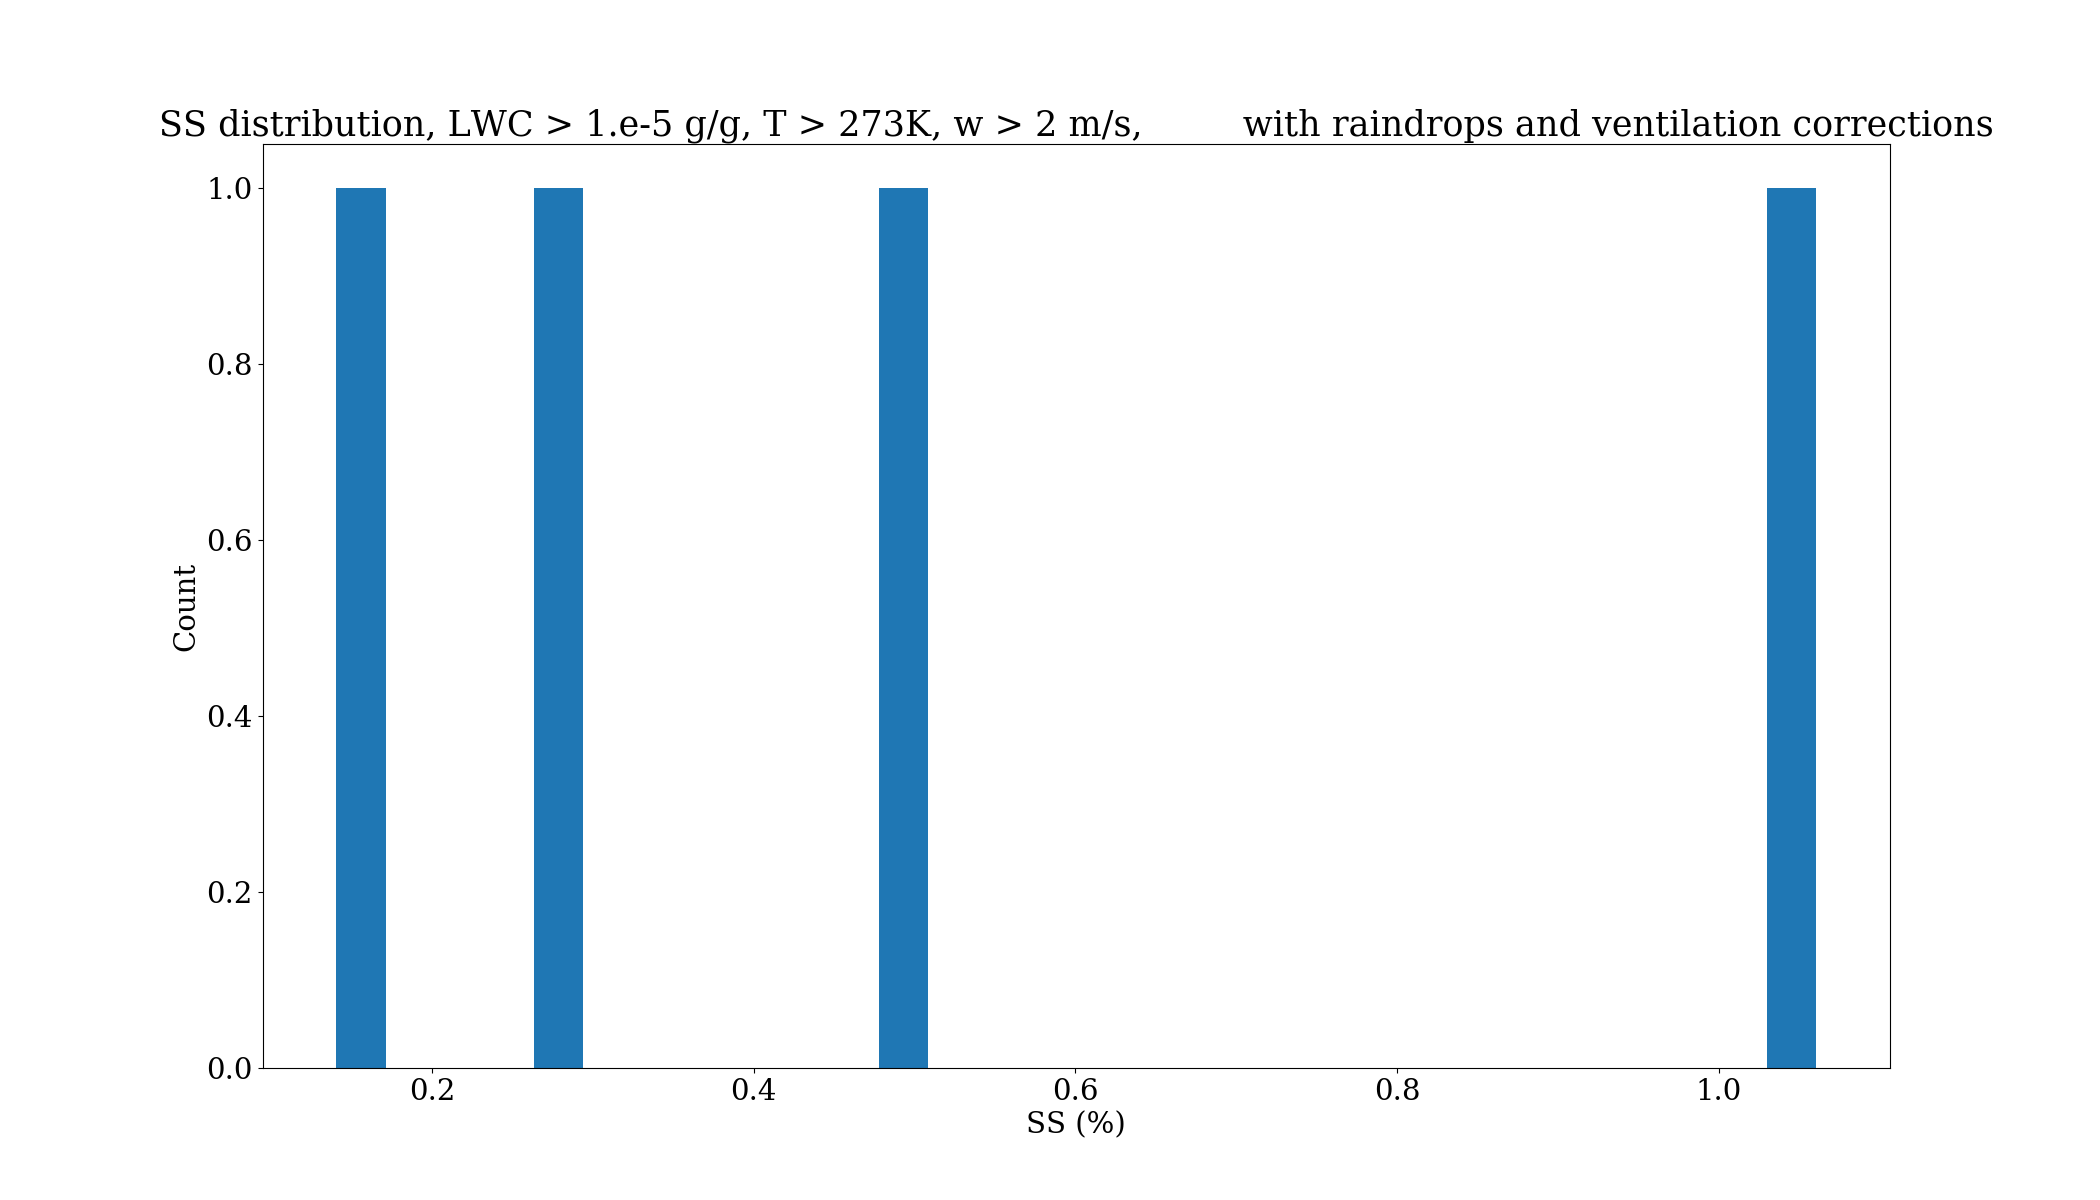 SS distribution, LWC > 1.e-5 g/g, T > 273K, w > 2 m/s, with raindrops and ventilation corrections
1.0
0.8
0.6
0.4
0.2
0.0
Count
0.2 0.4 0.6 0.8 1.0
SS (%)